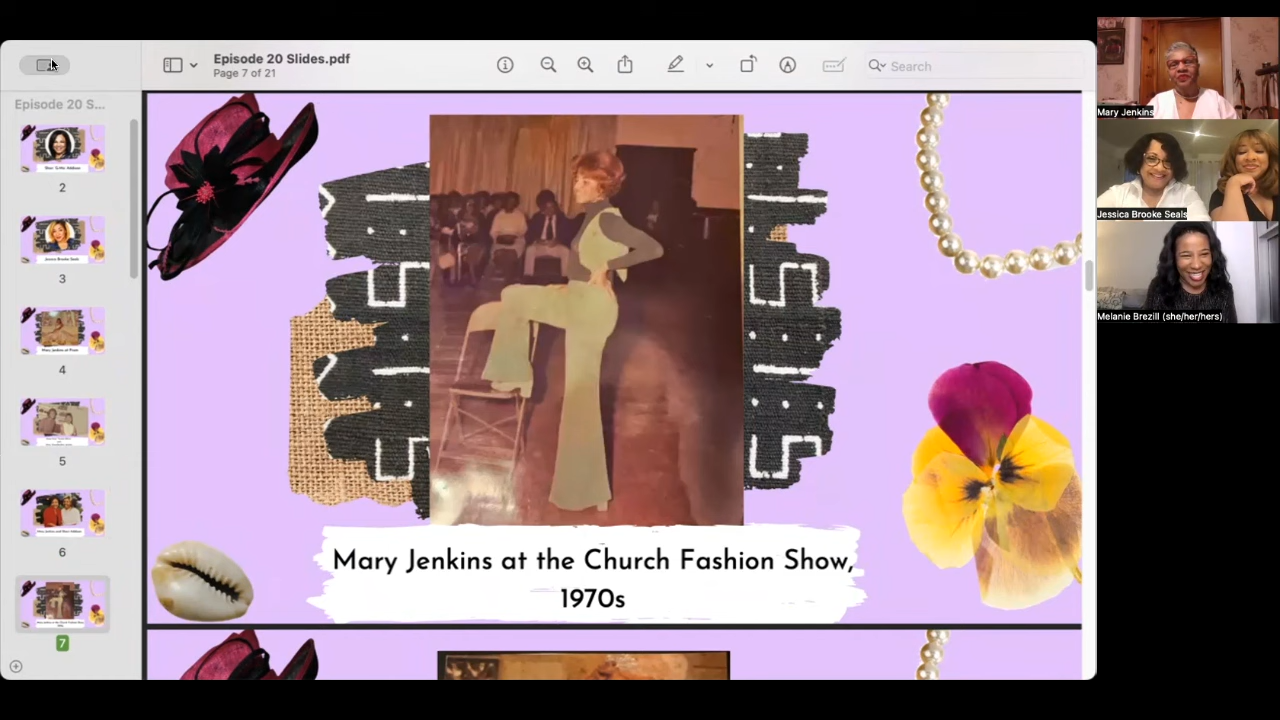 Episode 20 Slides.pdf
Page 7 of 21
Search
Episode 20 S...
2
3
4
5
6
7
Mary Jenkins at the Church Fashion Show,
1970s
Mary Jenkins
Jessica Brooke Seals
Melanie Brezill (she/her/hers)